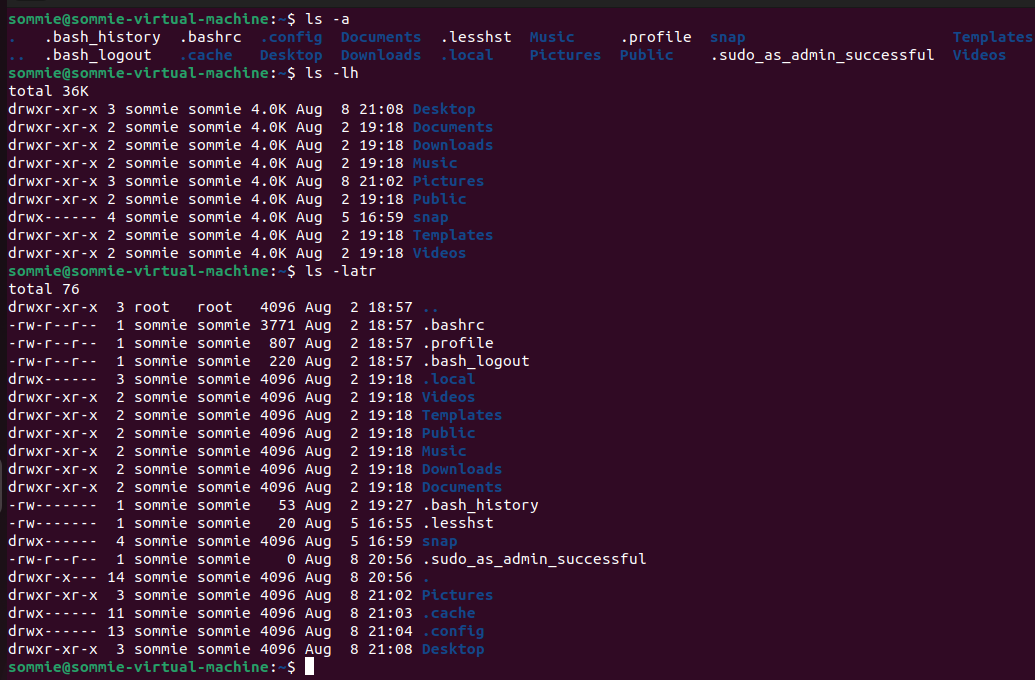 sommie@sommie-virtual-machine:~$ ls -a
.   .bash_history  .bashrc  .config  Documents  .lesshst  Music     .profile  snap                       Templates
..  .bash_logout   .cache   Desktop  Downloads  .local    Pictures  Public    .sudo_as_admin_successful  Videos
sommie@sommie-virtual-machine:~$ ls -lh
total 36K
drwxr-xr-x 3 sommie sommie 4.0K Aug  8 21:08 Desktop
drwxr-xr-x 2 sommie sommie 4.0K Aug  2 19:18 Documents
drwxr-xr-x 2 sommie sommie 4.0K Aug  2 19:18 Downloads
drwxr-xr-x 2 sommie sommie 4.0K Aug  2 19:18 Music
drwxr-xr-x 3 sommie sommie 4.0K Aug  8 21:02 Pictures
drwxr-xr-x 2 sommie sommie 4.0K Aug  2 19:18 Public
drwx------ 4 sommie sommie 4.0K Aug  5 16:59 snap
drwxr-xr-x 2 sommie sommie 4.0K Aug  2 19:18 Templates
drwxr-xr-x 2 sommie sommie 4.0K Aug  2 19:18 Videos
sommie@sommie-virtual-machine:~$ ls -latr
total 76
drwxr-xr-x  3 root   root   4096 Aug  2 18:57 ..
-rw-r--r--  1 sommie sommie 3771 Aug  2 18:57 .bashrc
-rw-r--r--  1 sommie sommie  807 Aug  2 18:57 .profile
-rw-r--r--  1 sommie sommie  220 Aug  2 18:57 .bash_logout
drwx------  3 sommie sommie 4096 Aug  2 19:18 .local
drwxr-xr-x  2 sommie sommie 4096 Aug  2 19:18 Videos
drwxr-xr-x  2 sommie sommie 4096 Aug  2 19:18 Templates
drwxr-xr-x  2 sommie sommie 4096 Aug  2 19:18 Public
drwxr-xr-x  2 sommie sommie 4096 Aug  2 19:18 Music
drwxr-xr-x  2 sommie sommie 4096 Aug  2 19:18 Downloads
drwxr-xr-x  2 sommie sommie 4096 Aug  2 19:18 Documents
-rw-------  1 sommie sommie   53 Aug  2 19:27 .bash_history
-rw-------  1 sommie sommie   20 Aug  5 16:55 .lesshst
drwx------  4 sommie sommie 4096 Aug  5 16:59 snap
-rw-r--r--  1 sommie sommie    0 Aug  8 20:56 .sudo_as_admin_successful
drwxr-x--- 14 sommie sommie 4096 Aug  8 20:56 .
drwxr-xr-x  3 sommie sommie 4096 Aug  8 21:02 Pictures
drwx------ 11 sommie sommie 4096 Aug  8 21:03 .cache
drwx------ 13 sommie sommie 4096 Aug  8 21:04 .config
drwxr-xr-x  3 sommie sommie 4096 Aug  8 21:08 Desktop
sommie@sommie-virtual-machine:~$